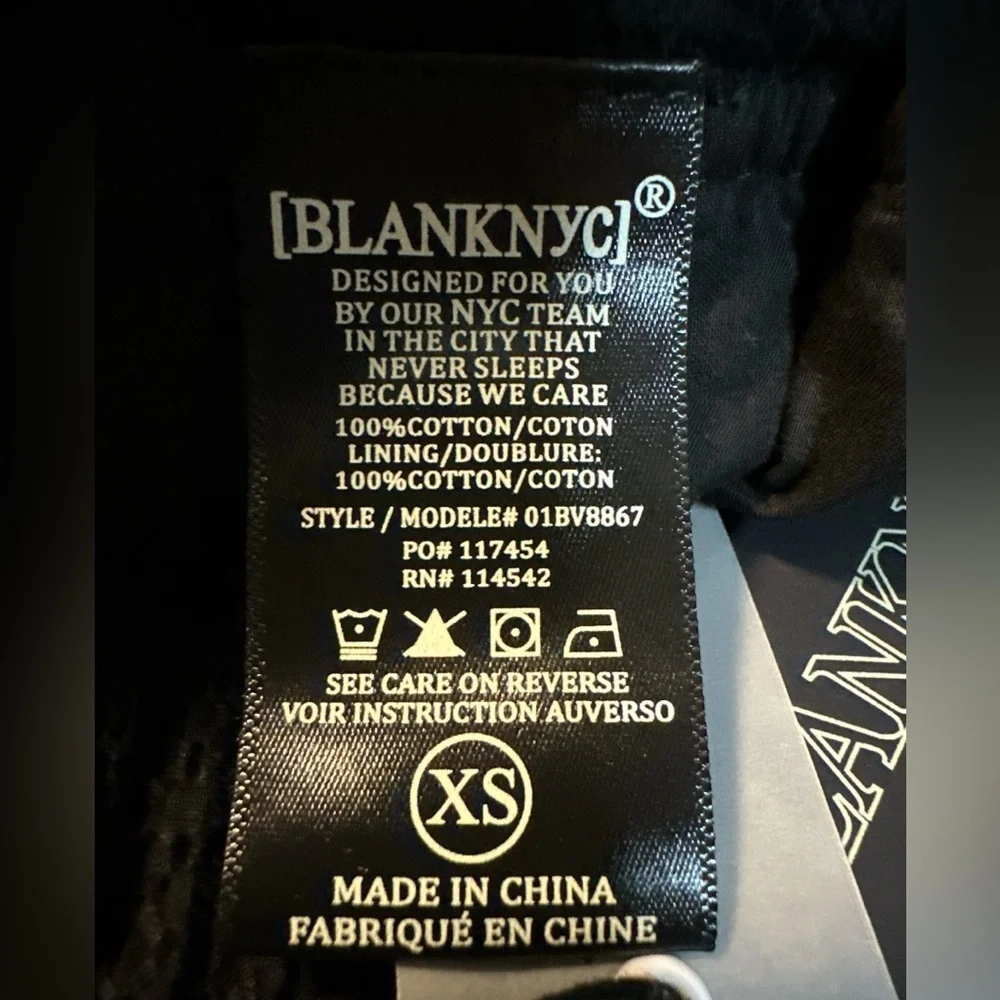 [BLANKNYC]®
DESIGNED FOR YOU
BY OUR NYC TEAM
IN THE CITY THAT
NEVER SLEEPS
BECAUSE WE CARE
100%COTTON/COTON
LINING/DOUBLURE:
100%COTTON/COTON
STYLE / MODELE# 01BV8867
PO# 117454
RN# 114542
SEE CARE ON REVERSE
VOIR INSTRUCTION AUVERSO
XS
MADE IN CHINA
FABRIQUÉ EN CHINE